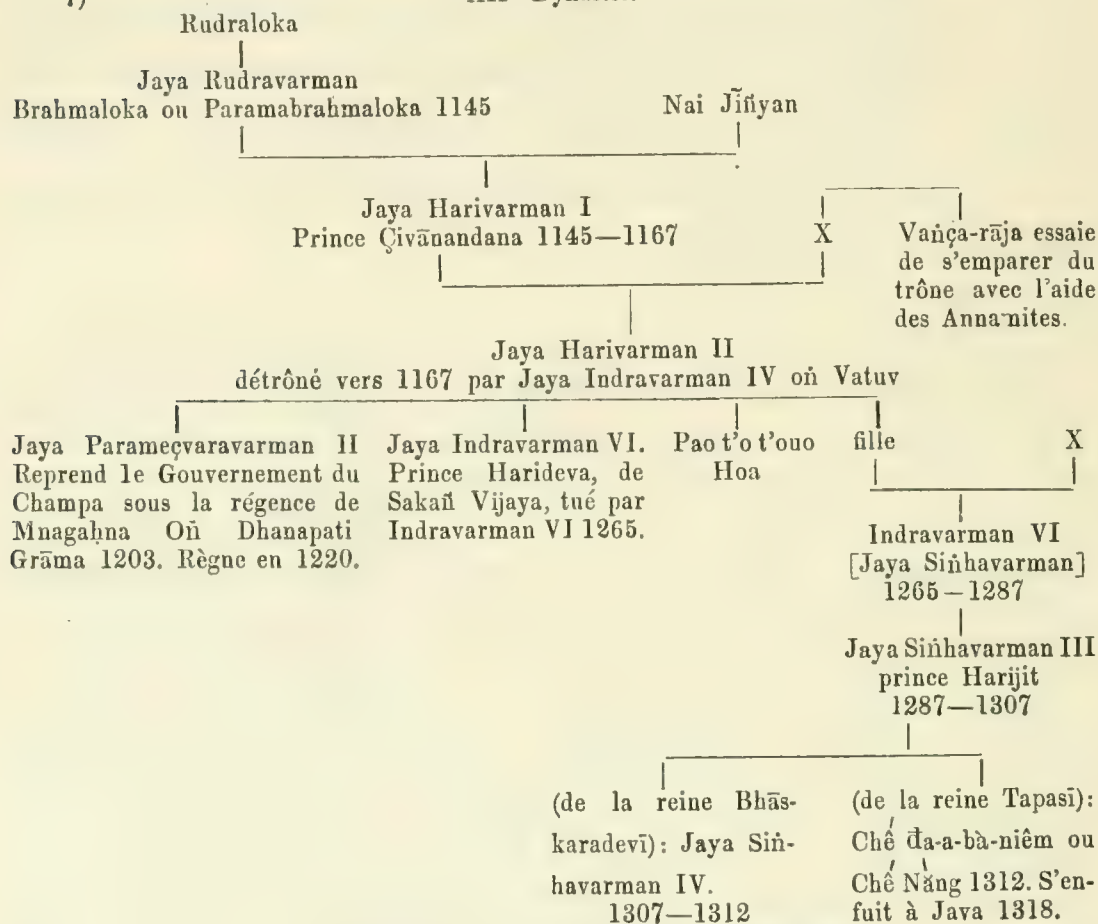 Rudraloka
Jaya Rudravarman
Brahmaloka ou Paramabrahmaloka 1145
Nai Jĩñyan
Jaya Harivarman I
Prince Çivānandana 1145—1167
X
Vaṅça-rāja essaie
de s'emparer du
trône avec l'aide
des Annamites.
Jaya Harivarman II
détrôné vers 1167 par Jaya Indravarman IV oṅ Vatuv
Jaya Parameçvaravarman II
Reprend le Gouvernement du
Champa sous la régence de
Mnagaḥna Oṅ Dhanapati
Grāma 1203. Règne en 1220.
Jaya Indravarman VI.
Prince Harideva, de
Sakañ Vijaya, tué par
Indravarman VI 1265.
Pao t'o t'ouo
Hoa
fille
X
Indravarman VI
[Jaya Siṅhavarman]
1265–1287
Jaya Siṅhavarman III
prince Harijit
1287—1307
(de la reine Bhās-
karadevī): Jaya Siṅ-
havarman IV.
1307—1312
(de la reine Tapasī):
Chế đa-a-bà-niêm ou
Chế Nằng 1312. S'en-
fuit à Java 1318.